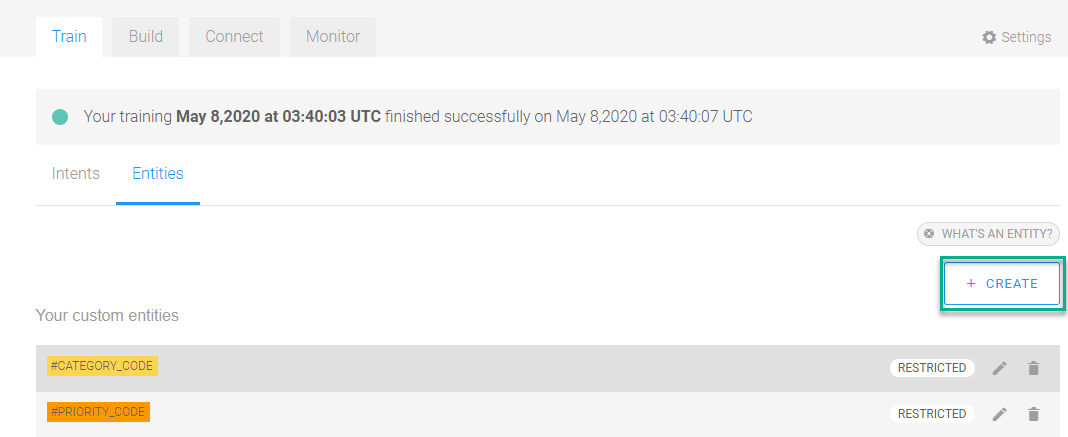 Train Build Connect Monitor Settings
Your training May 8,2020 at 03:40:03 UTC finished successfully on May 8,2020 at 03:40:07 UTC
Intents Entities
WHAT'S AN ENTITY?
+ CREATE
Your custom entities
#CATEGORY_CODE RESTRICTED
#PRIORITY_CODE RESTRICTED